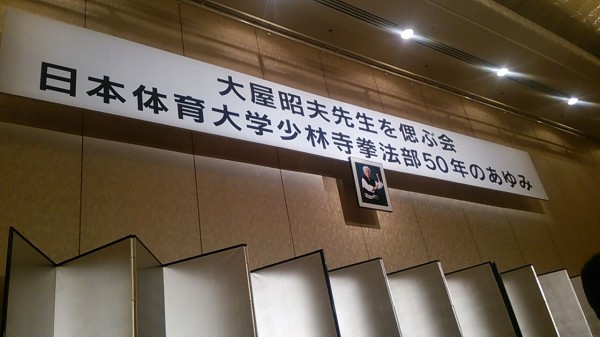 大屋昭夫先生を偲ぶ会
日本体育大学少林寺拳法部50年のあゆみ